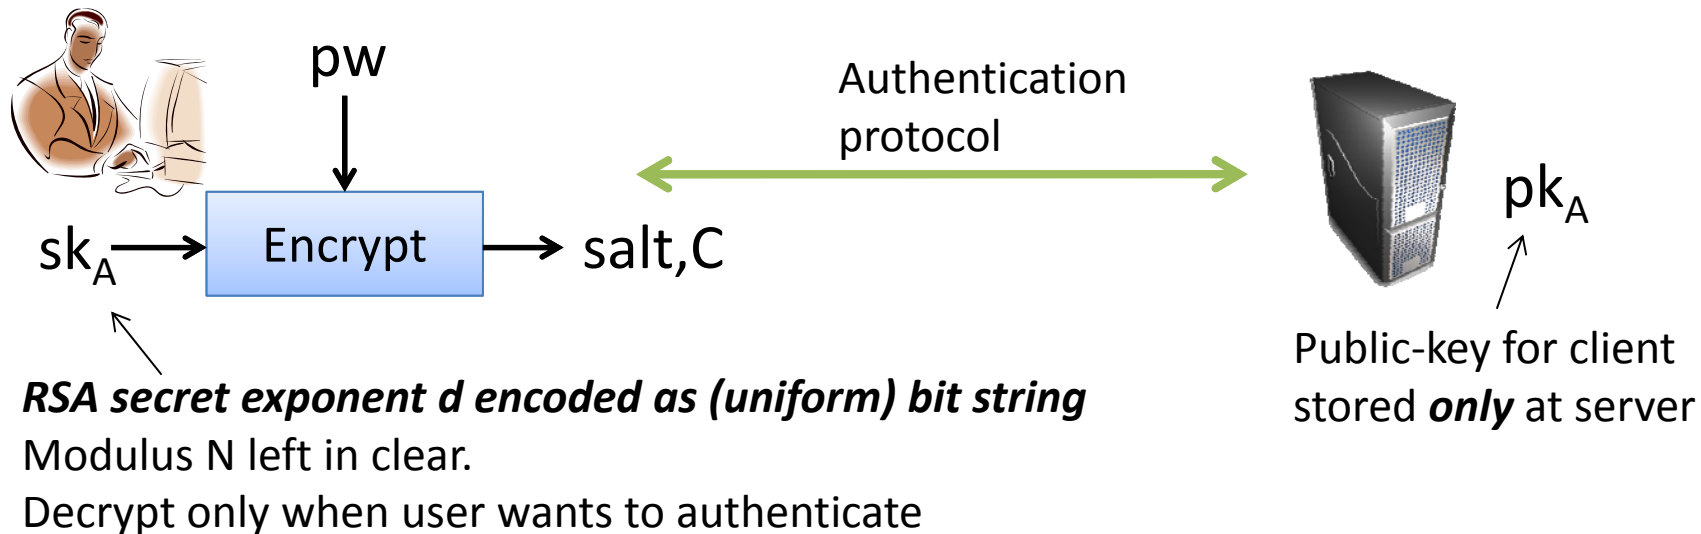 pw
Authentication
protocol
sk_A
Encrypt
salt,C
pk_A
RSA secret exponent d encoded as (uniform) bit string
Modulus N left in clear.
Decrypt only when user wants to authenticate
Public-key for client
stored only at server